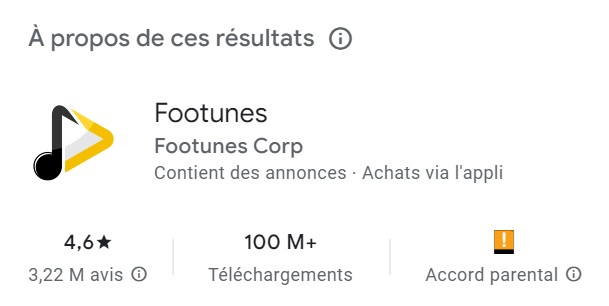 À propos de ces résultats
Footunes
Footunes Corp
Contient des annonces · Achats via l'appli
4,6★
100 M+
!
3,22 M avis
Téléchargements
Accord parental